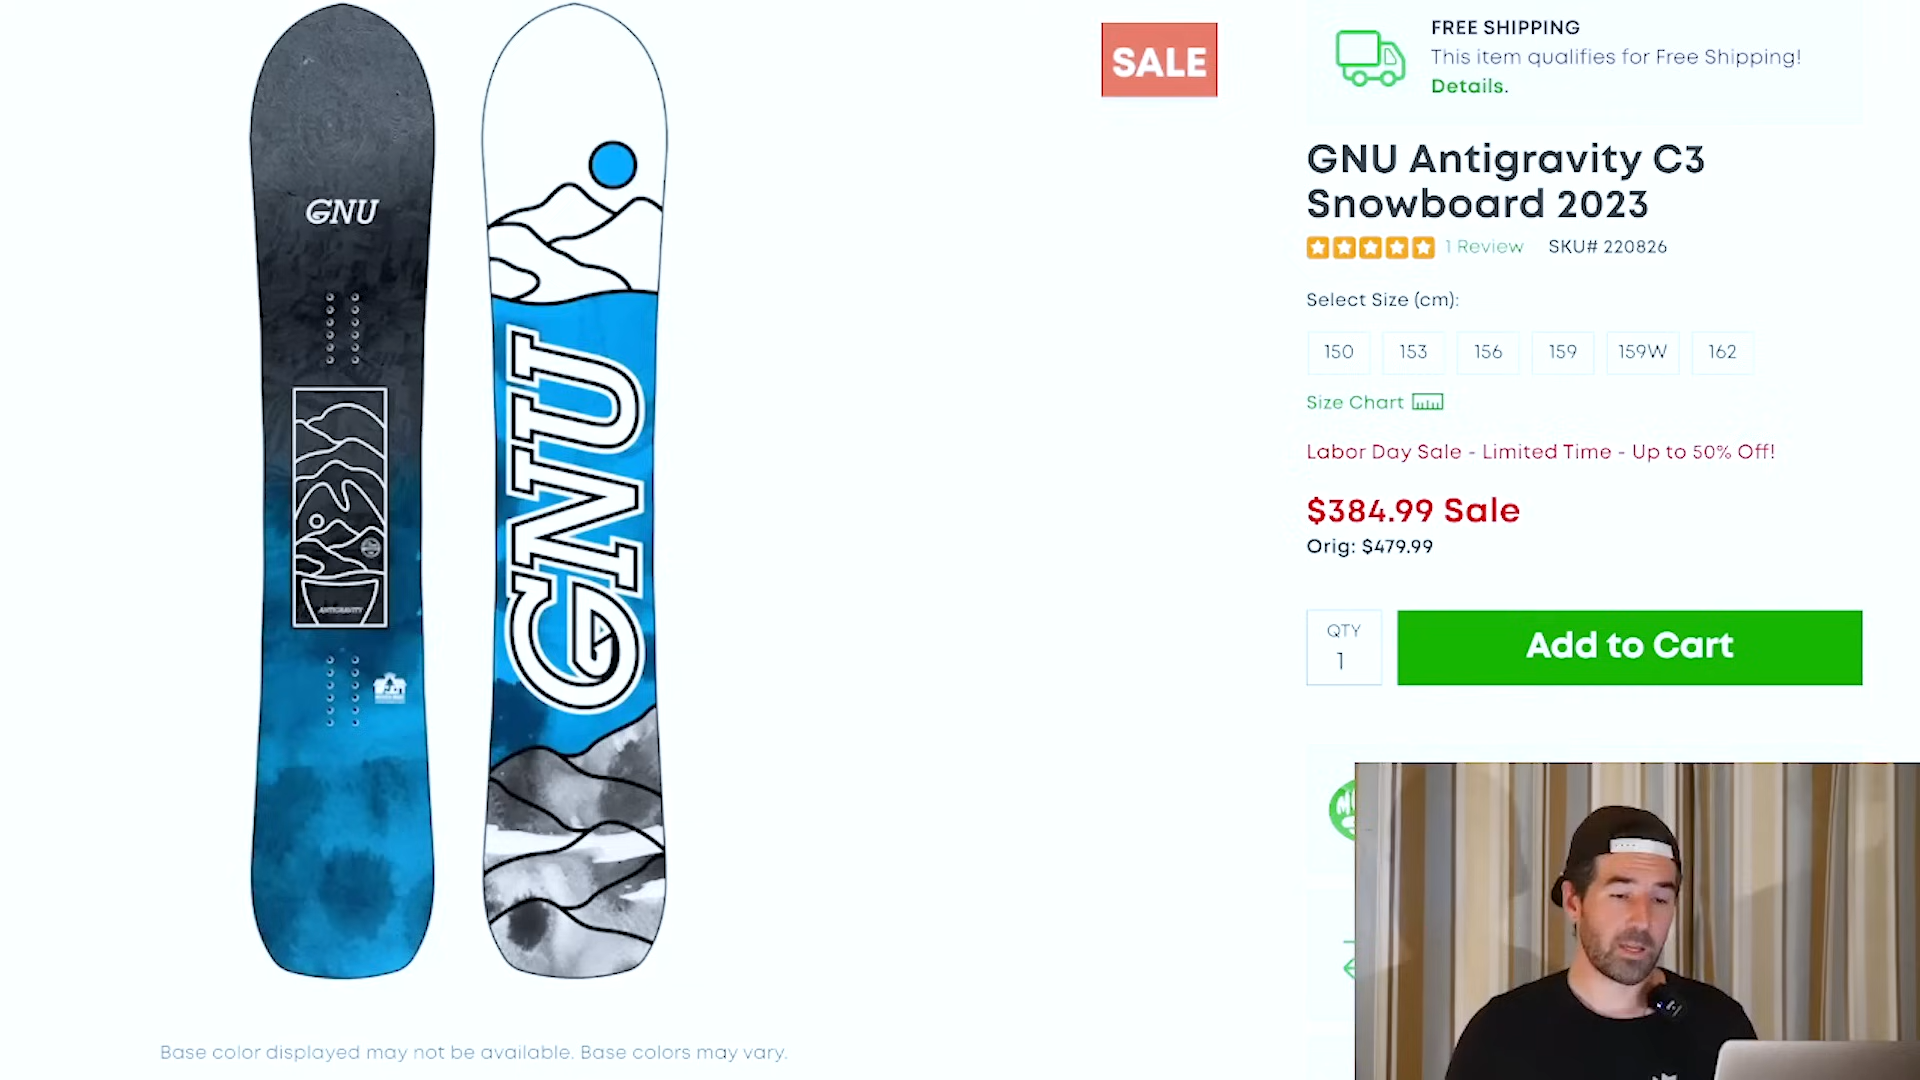 GNU
ANTIGRAVITY
GNU
SALE
FREE SHIPPING
This item qualifies for Free Shipping!
Details.
GNU Antigravity C3
Snowboard 2023
1 Review SKU# 220826
Select Size (cm):
150 153 156 159 159W 162
Size Chart
Labor Day Sale - Limited Time - Up to 50% Off!
$384.99 Sale
Orig: $479.99
QTY
1
Add to Cart
Base color displayed may not be available. Base colors may vary.